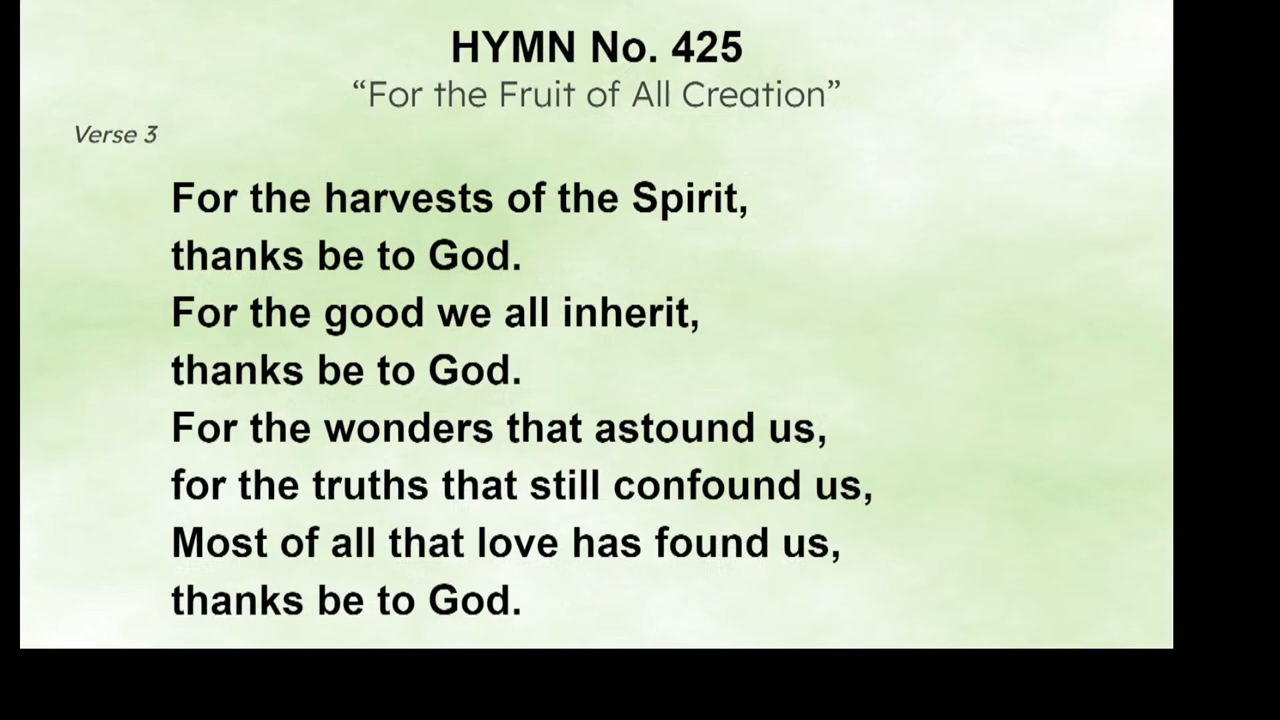 HYMN No. 425
“For the Fruit of All Creation”
Verse 3
For the harvests of the Spirit,
thanks be to God.
For the good we all inherit,
thanks be to God.
For the wonders that astound us,
for the truths that still confound us,
Most of all that love has found us,
thanks be to God.